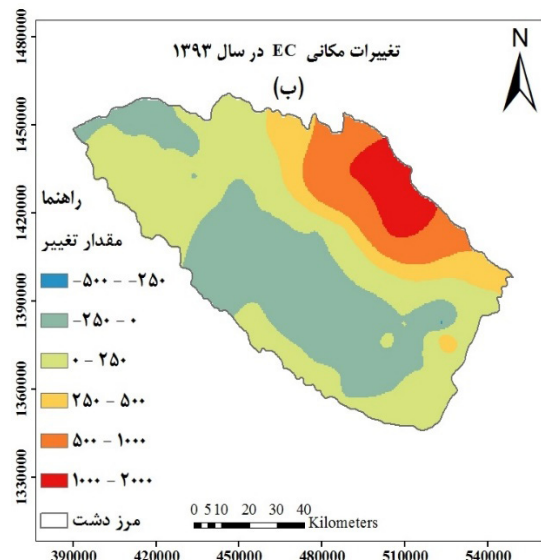 تغییرات مکانی EC در سال ۱۳۹۳
(ب)
N
راهنما
مقدار تغییر
-۵۰۰ - -۲۵۰
-۲۵۰ - ۰
۰ - ۲۵۰
۲۵۰ - ۵۰۰
۵۰۰ - ۱۰۰۰
۱۰۰۰ - ۲۰۰۰
مرز دشت
0 5 10 20 30 40
Kilometers
1480000
1450000
1420000
1390000
1360000
1330000
390000 420000 450000 480000 510000 540000